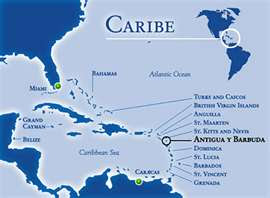 CARIBE
BAHAMAS
Atlantic Ocean
MIAMI
TURKS AND CAICOS
BRITISH VIRGIN ISLANDS
ANGUILLA
ST. MAARTEN
ST. KITTS AND NEVIS
ANTIGUA Y BARBUDA
DOMINICA
ST. LUCIA
BARBADOS
ST. VINCENT
GRENADA
GRAND
CAYMAN
BELIZE
Caribbean Sea
CARACAS